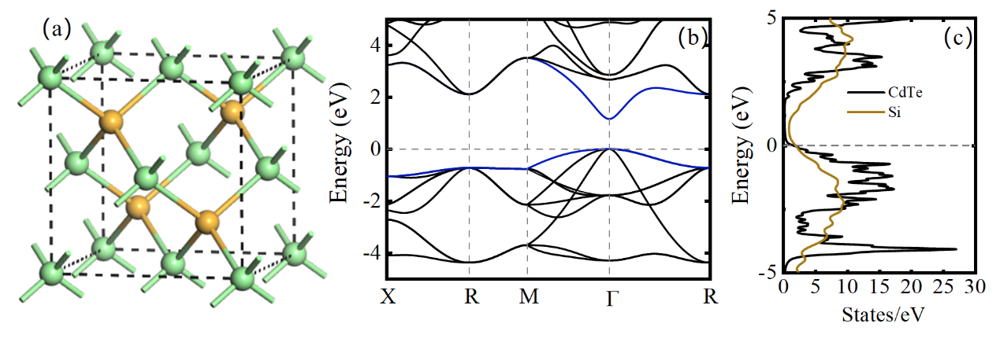 (a)
(b)
Energy (eV)
4
2
0
-2
-4
X R M Γ R
(c)
Energy (eV)
5
0
-5
CdTe
Si
0 5 10 15 20 25 30
States/eV